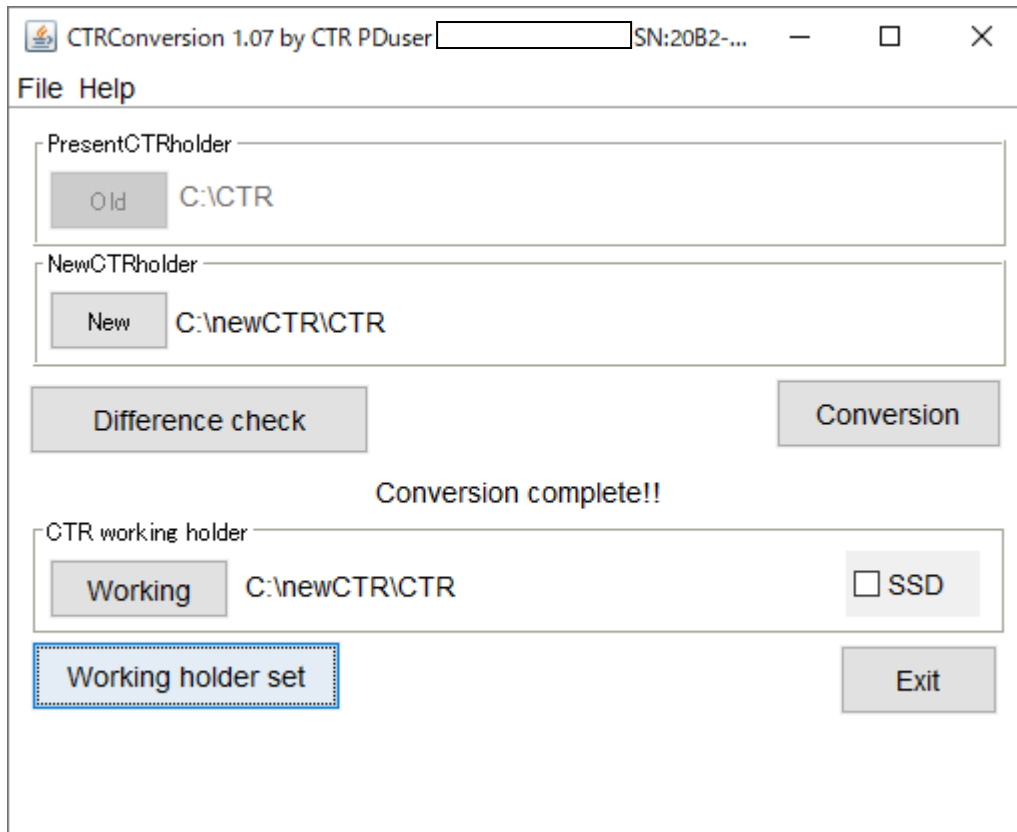 CTRConversion 1.07 by CTR PDuser SN:20B2-...
File Help
PresentCTRholder
Old C:\CTR
NewCTRholder
New C:\newCTR\CTR
Difference check Conversion
Conversion complete!!
CTR working holder
Working C:\newCTR\CTR SSD
Working holder set Exit